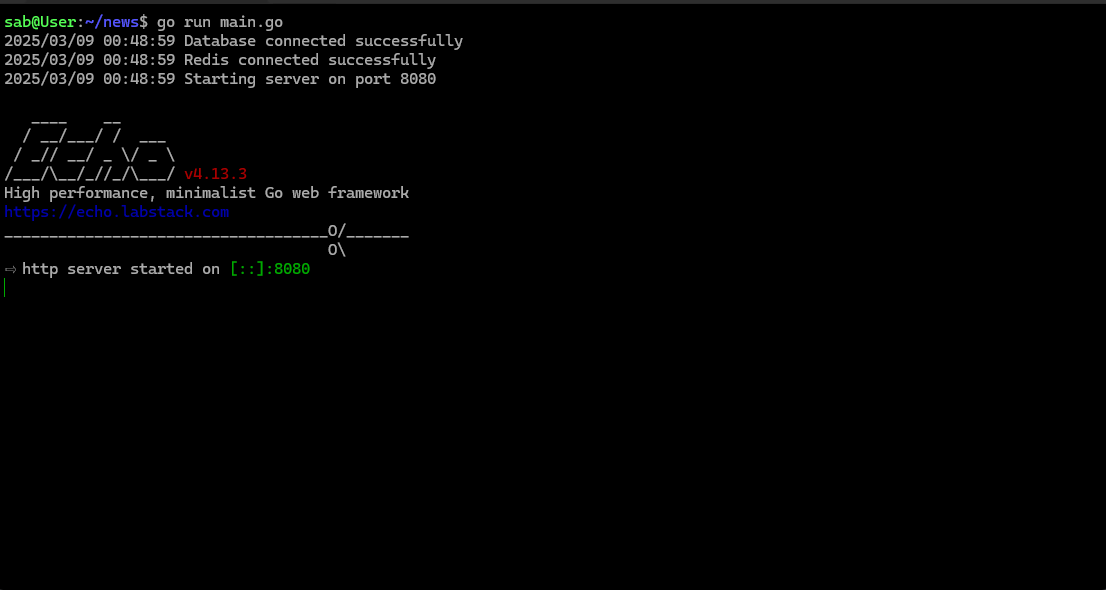 sab@User:~/news$ go run main.go
2025/03/09 00:48:59 Database connected successfully
2025/03/09 00:48:59 Redis connected successfully
2025/03/09 00:48:59 Starting server on port 8080

   ____    __
  / __/___/ /  ___
 / _// __/ _ \/ _ \
/___/\__/_//_/\___/ v4.13.3
High performance, minimalist Go web framework
https://echo.labstack.com
____________________________________O/_______
                                    O\
⇨ http server started on [::]:8080